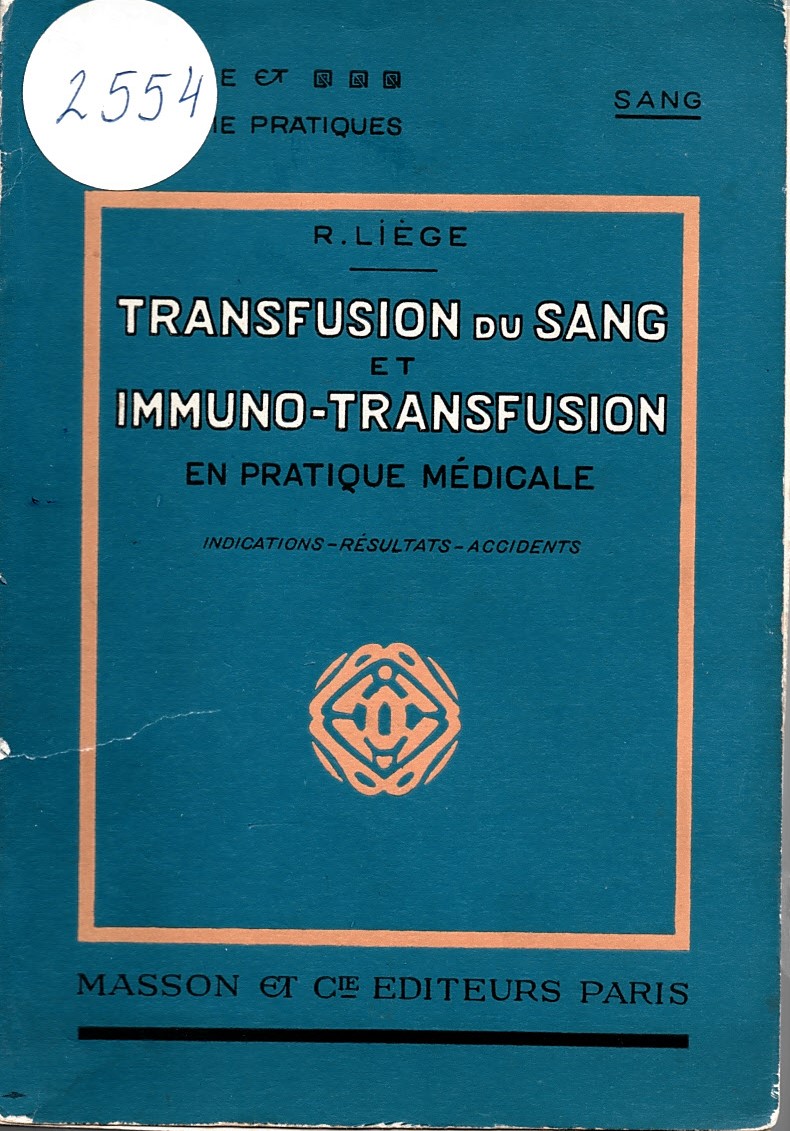 2554
ET
PRATIQUES
SANG
R. LIÈGE
TRANSFUSION DU SANG
ET
IMMUNO-TRANSFUSION
EN PRATIQUE MÉDICALE
INDICATIONS-RÉSULTATS-ACCIDENTS
MASSON ET CIE EDITEURS PARIS